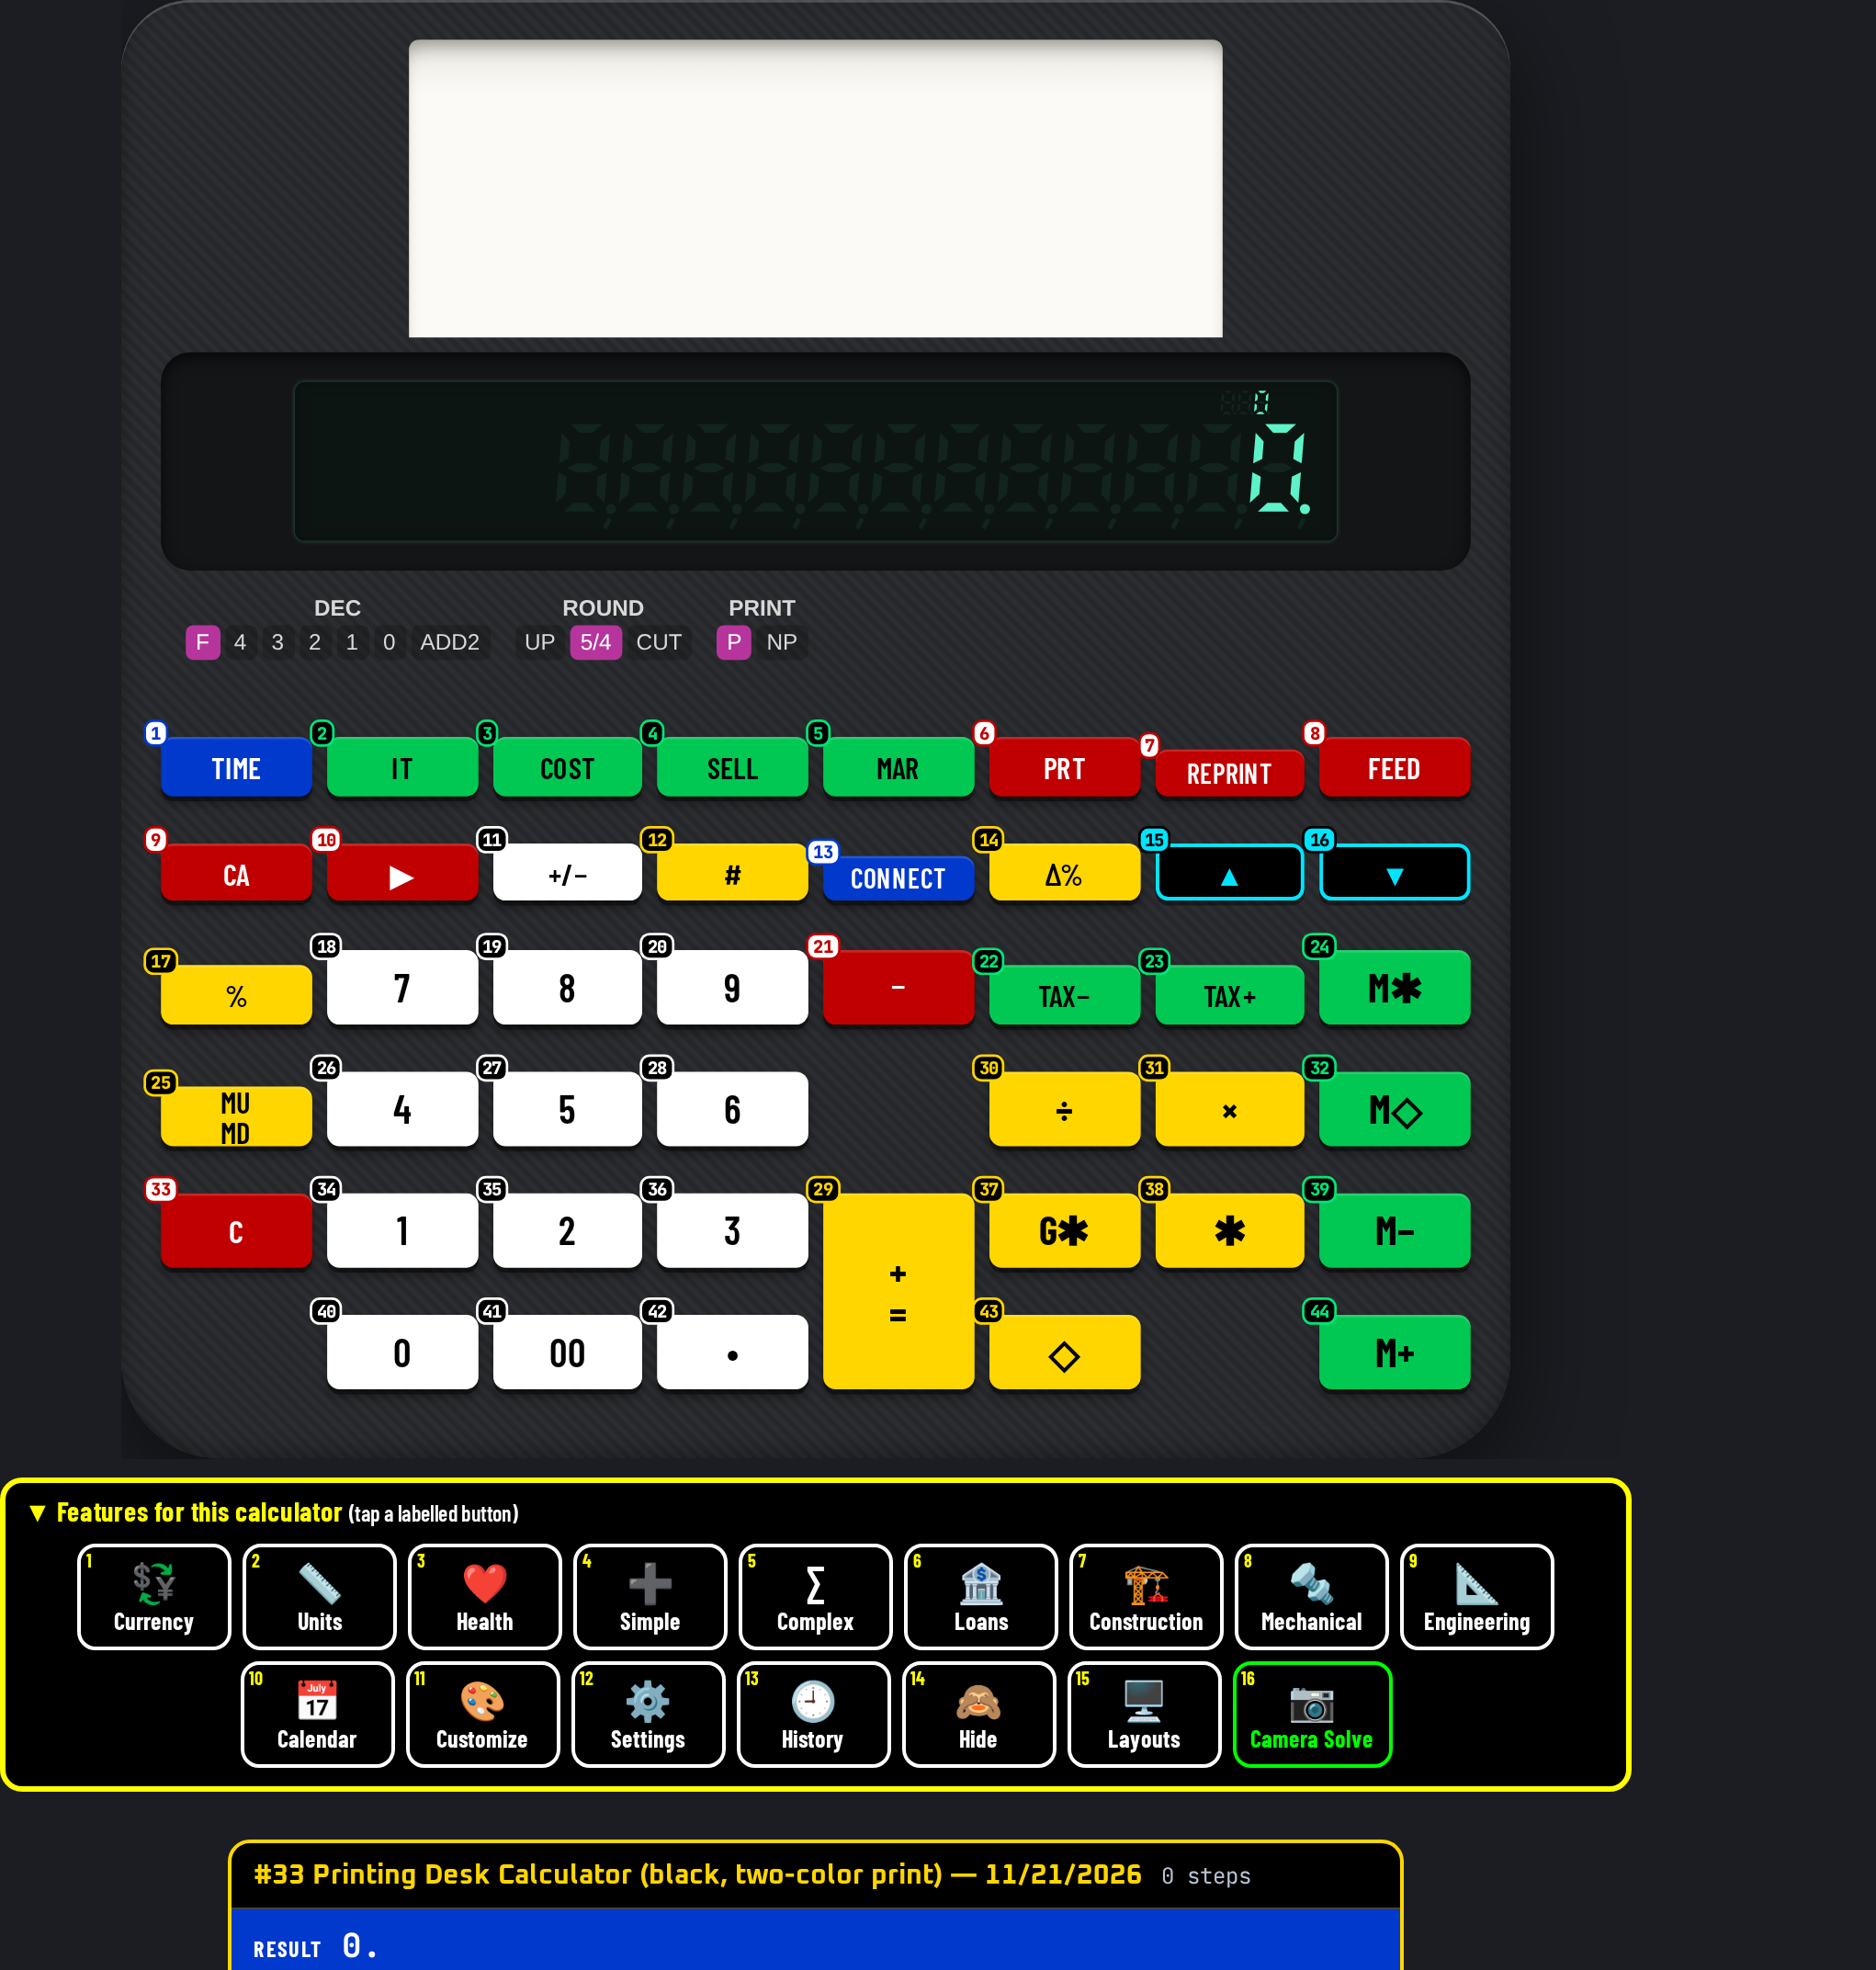 0
0.
DEC ROUND PRINT
F 4 3 2 1 0 ADD2 UP 5/4 CUT P NP
1 TIME 2 IT 3 COST 4 SELL 5 MAR 6 PRT 7 REPRINT 8 FEED
9 CA 10 ▶ 11 +/− 12 # 13 CONNECT 14 Δ% 15 ▲ 16 ▼
17 % 18 7 19 8 20 9 21 − 22 TAX− 23 TAX+ 24 M✱
25 MU
MD 26 4 27 5 28 6 30 ÷ 31 × 32 M◇
33 C 34 1 35 2 36 3 29 +
= 37 G✱ 38 ✱ 39 M−
40 0 41 00 42 • 43 ◇ 44 M+
▼ Features for this calculator (tap a labelled button)
1 Currency 2 Units 3 Health 4 Simple 5 ∑ Complex 6 Loans 7 Construction 8 Mechanical 9 Engineering
10 July 17 Calendar 11 Customize 12 Settings 13 History 14 Hide 15 Layouts 16 Camera Solve
#33 Printing Desk Calculator (black, two-color print) — 11/21/2026 0 steps
RESULT 0.